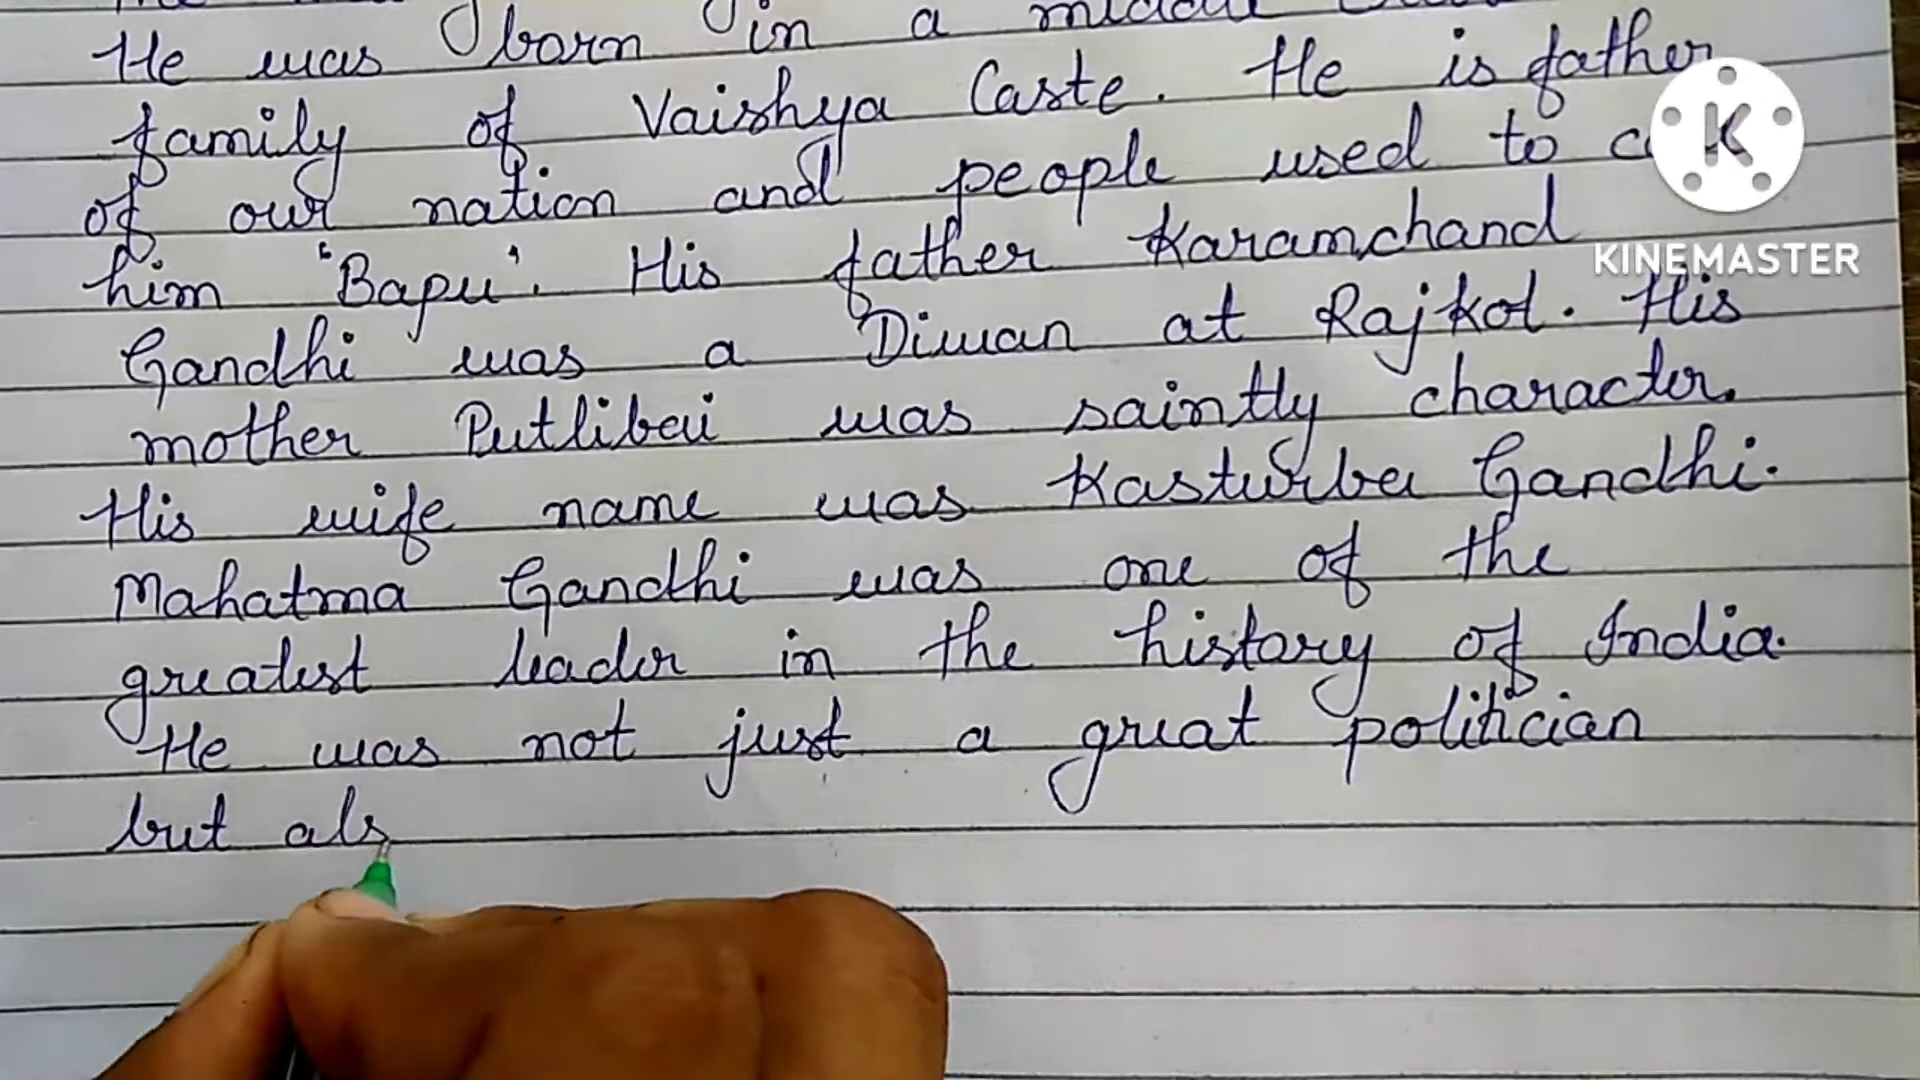 He was born in a middle
family of Vaishya Caste. He is father
of our nation and people used to
him 'Bapu'. His father Karamchand
Gandhi was a Diwan at Rajkot. His
mother Putlibai was saintly character.
His wife name was Kasturba Gandhi.
Mahatma Gandhi was one of the
greatest leader in the history of India.
He was not just a great politician
but als
K
KINEMASTER